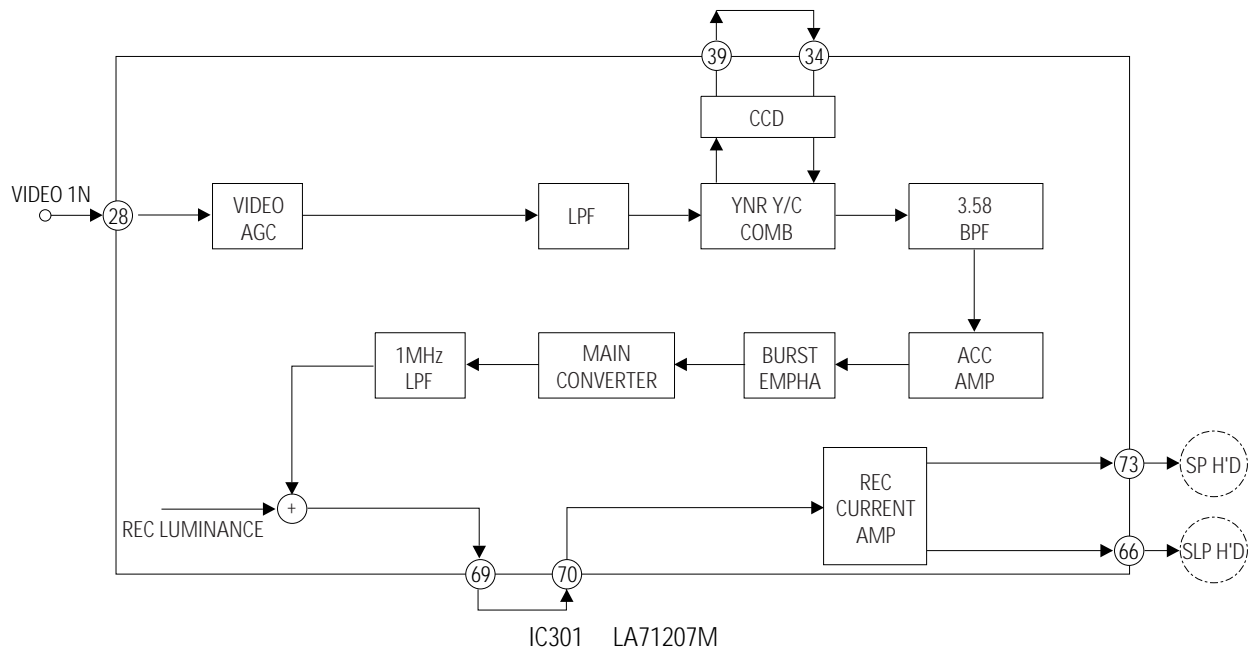 39
34
CCD
VIDEO 1N
28
VIDEO
AGC
LPF
YNR Y/C
COMB
3.58
BPF
1MHz
LPF
MAIN
CONVERTER
BURST
EMPHA
ACC
AMP
REC
CURRENT
AMP
73
SP H'D
+
REC LUMINANCE
66
SLP H'D
69
70
IC301 LA71207M